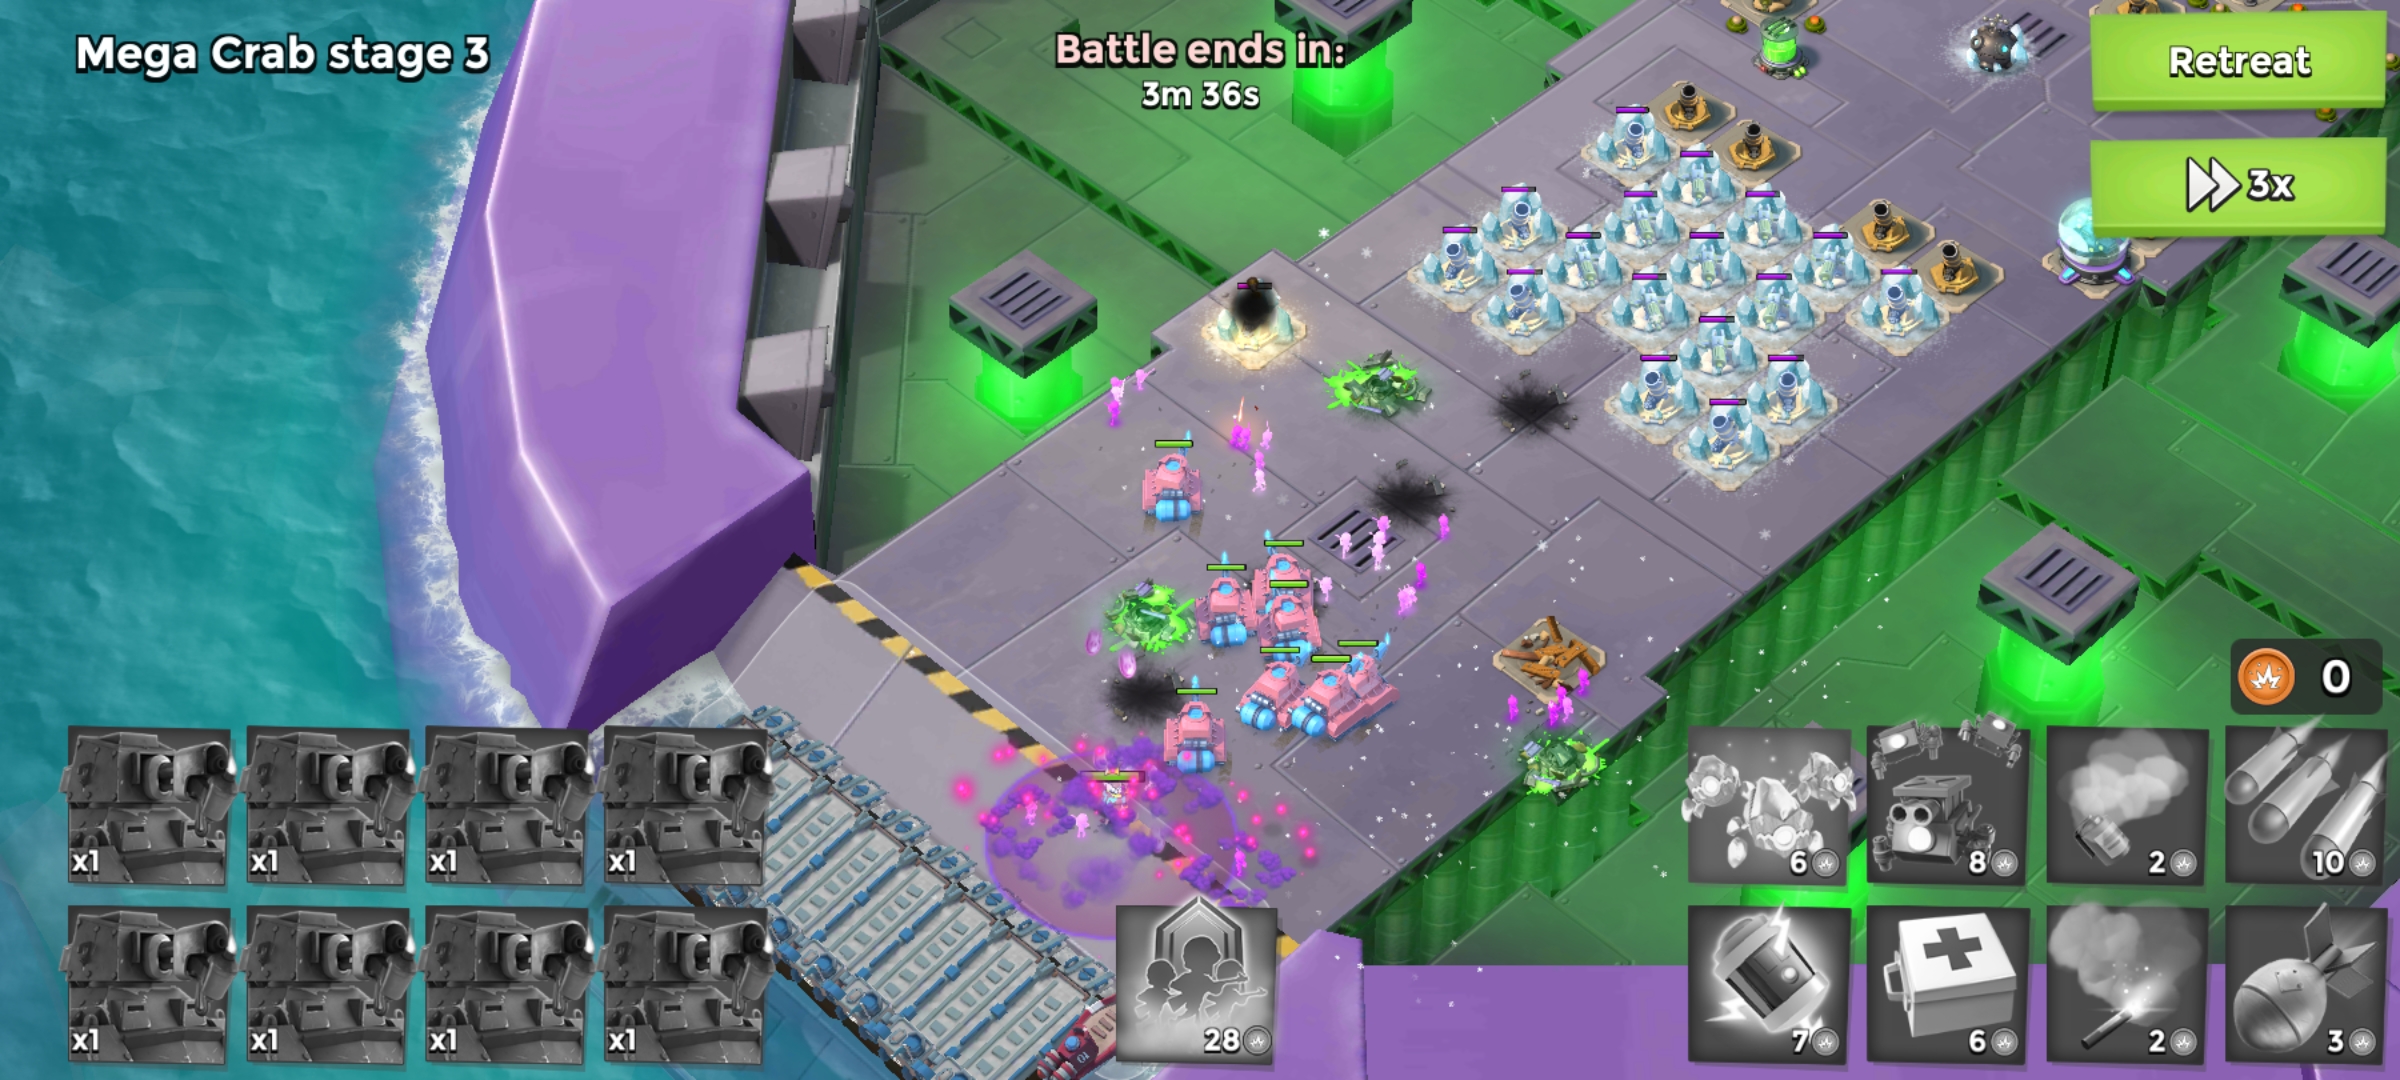 Mega Crab stage 3
Battle ends in:
3m 36s
Retreat
3x
0
x1
x1
x1
x1
6
8
2
10
x1
x1
x1
x1
28
7
6
2
3